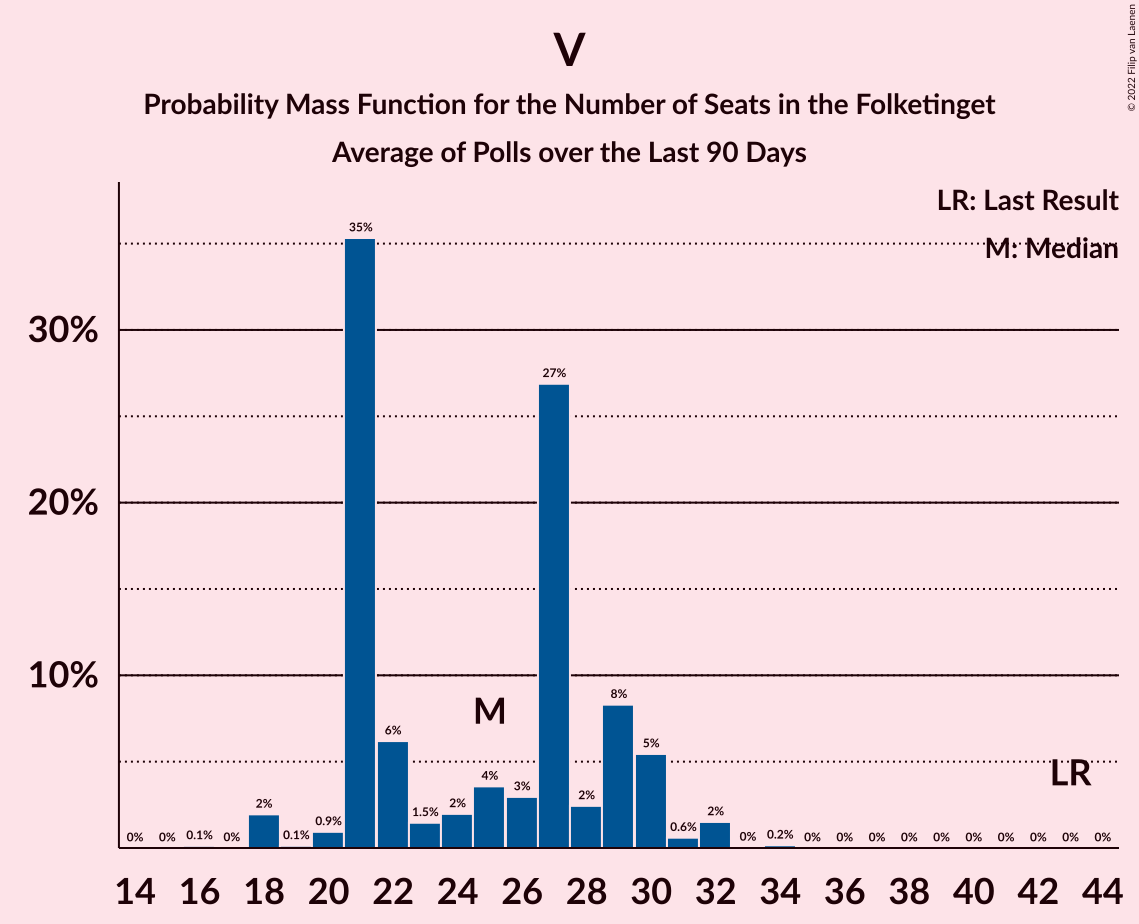 V
Probability Mass Function for the Number of Seats in the Folketinget
Average of Polls over the Last 90 Days
© 2022 Filip van Laenen
LR: Last Result
M: Median
30%
20%
10%
0% 0% 0.1% 0% 2% 0.1% 0.9% 35% 6% 1.5% 2% 4% 3% 27% 2% 8% 5% 0.6% 2% 0% 0.2% 0% 0% 0% 0% 0% 0% 0% 0% 0% 0%
M
LR
14 16 18 20 22 24 26 28 30 32 34 36 38 40 42 44